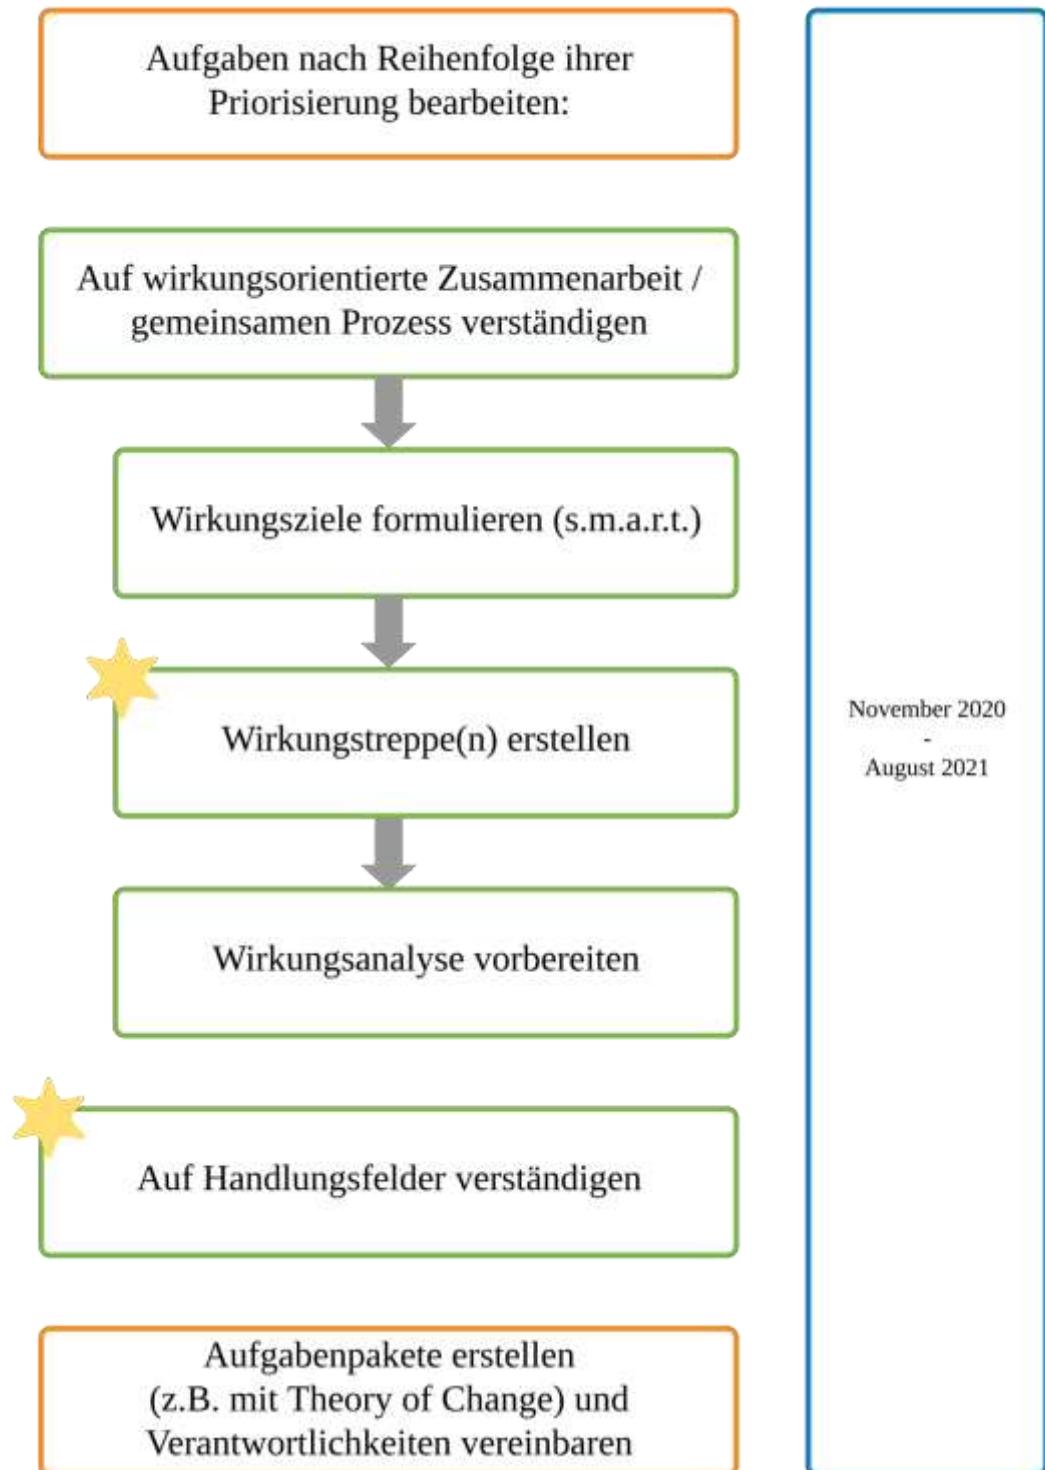 Aufgaben nach Reihenfolge ihrer
Priorisierung bearbeiten:
Auf wirkungsorientierte Zusammenarbeit /
gemeinsamen Prozess verständigen
Wirkungsziele formulieren (s.m.a.r.t.)
Wirkungstreppe(n) erstellen
Wirkungsanalyse vorbereiten
Auf Handlungsfelder verständigen
Aufgabenpakete erstellen
(z.B. mit Theory of Change) und
Verantwortlichkeiten vereinbaren
November 2020
-
August 2021